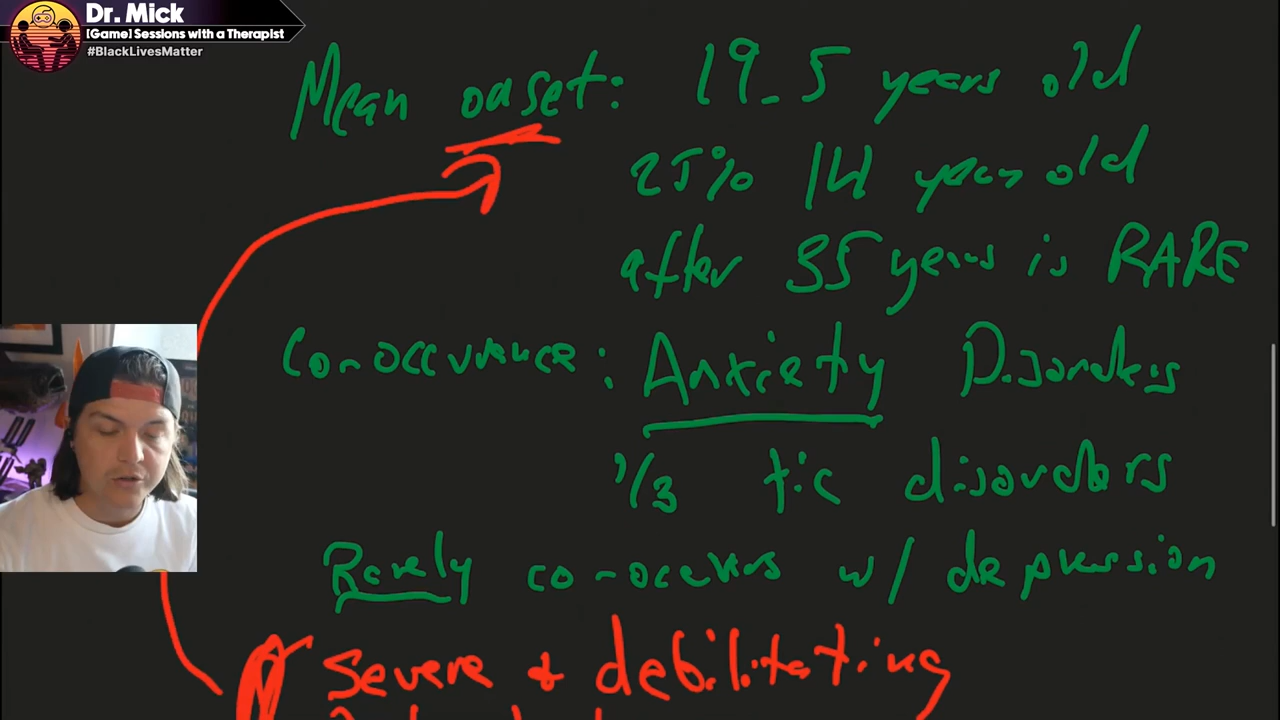 Dr. Mick
[Game] Sessions with a Therapist
#BlackLivesMatter
Mean onset: 19.5 years old
25% 14 years old
after 35 years is RARE
Co-occurrence: Anxiety Disorders
1/3 tic disorders
Rarely co-occurs w/ depression
Severe + debilitating